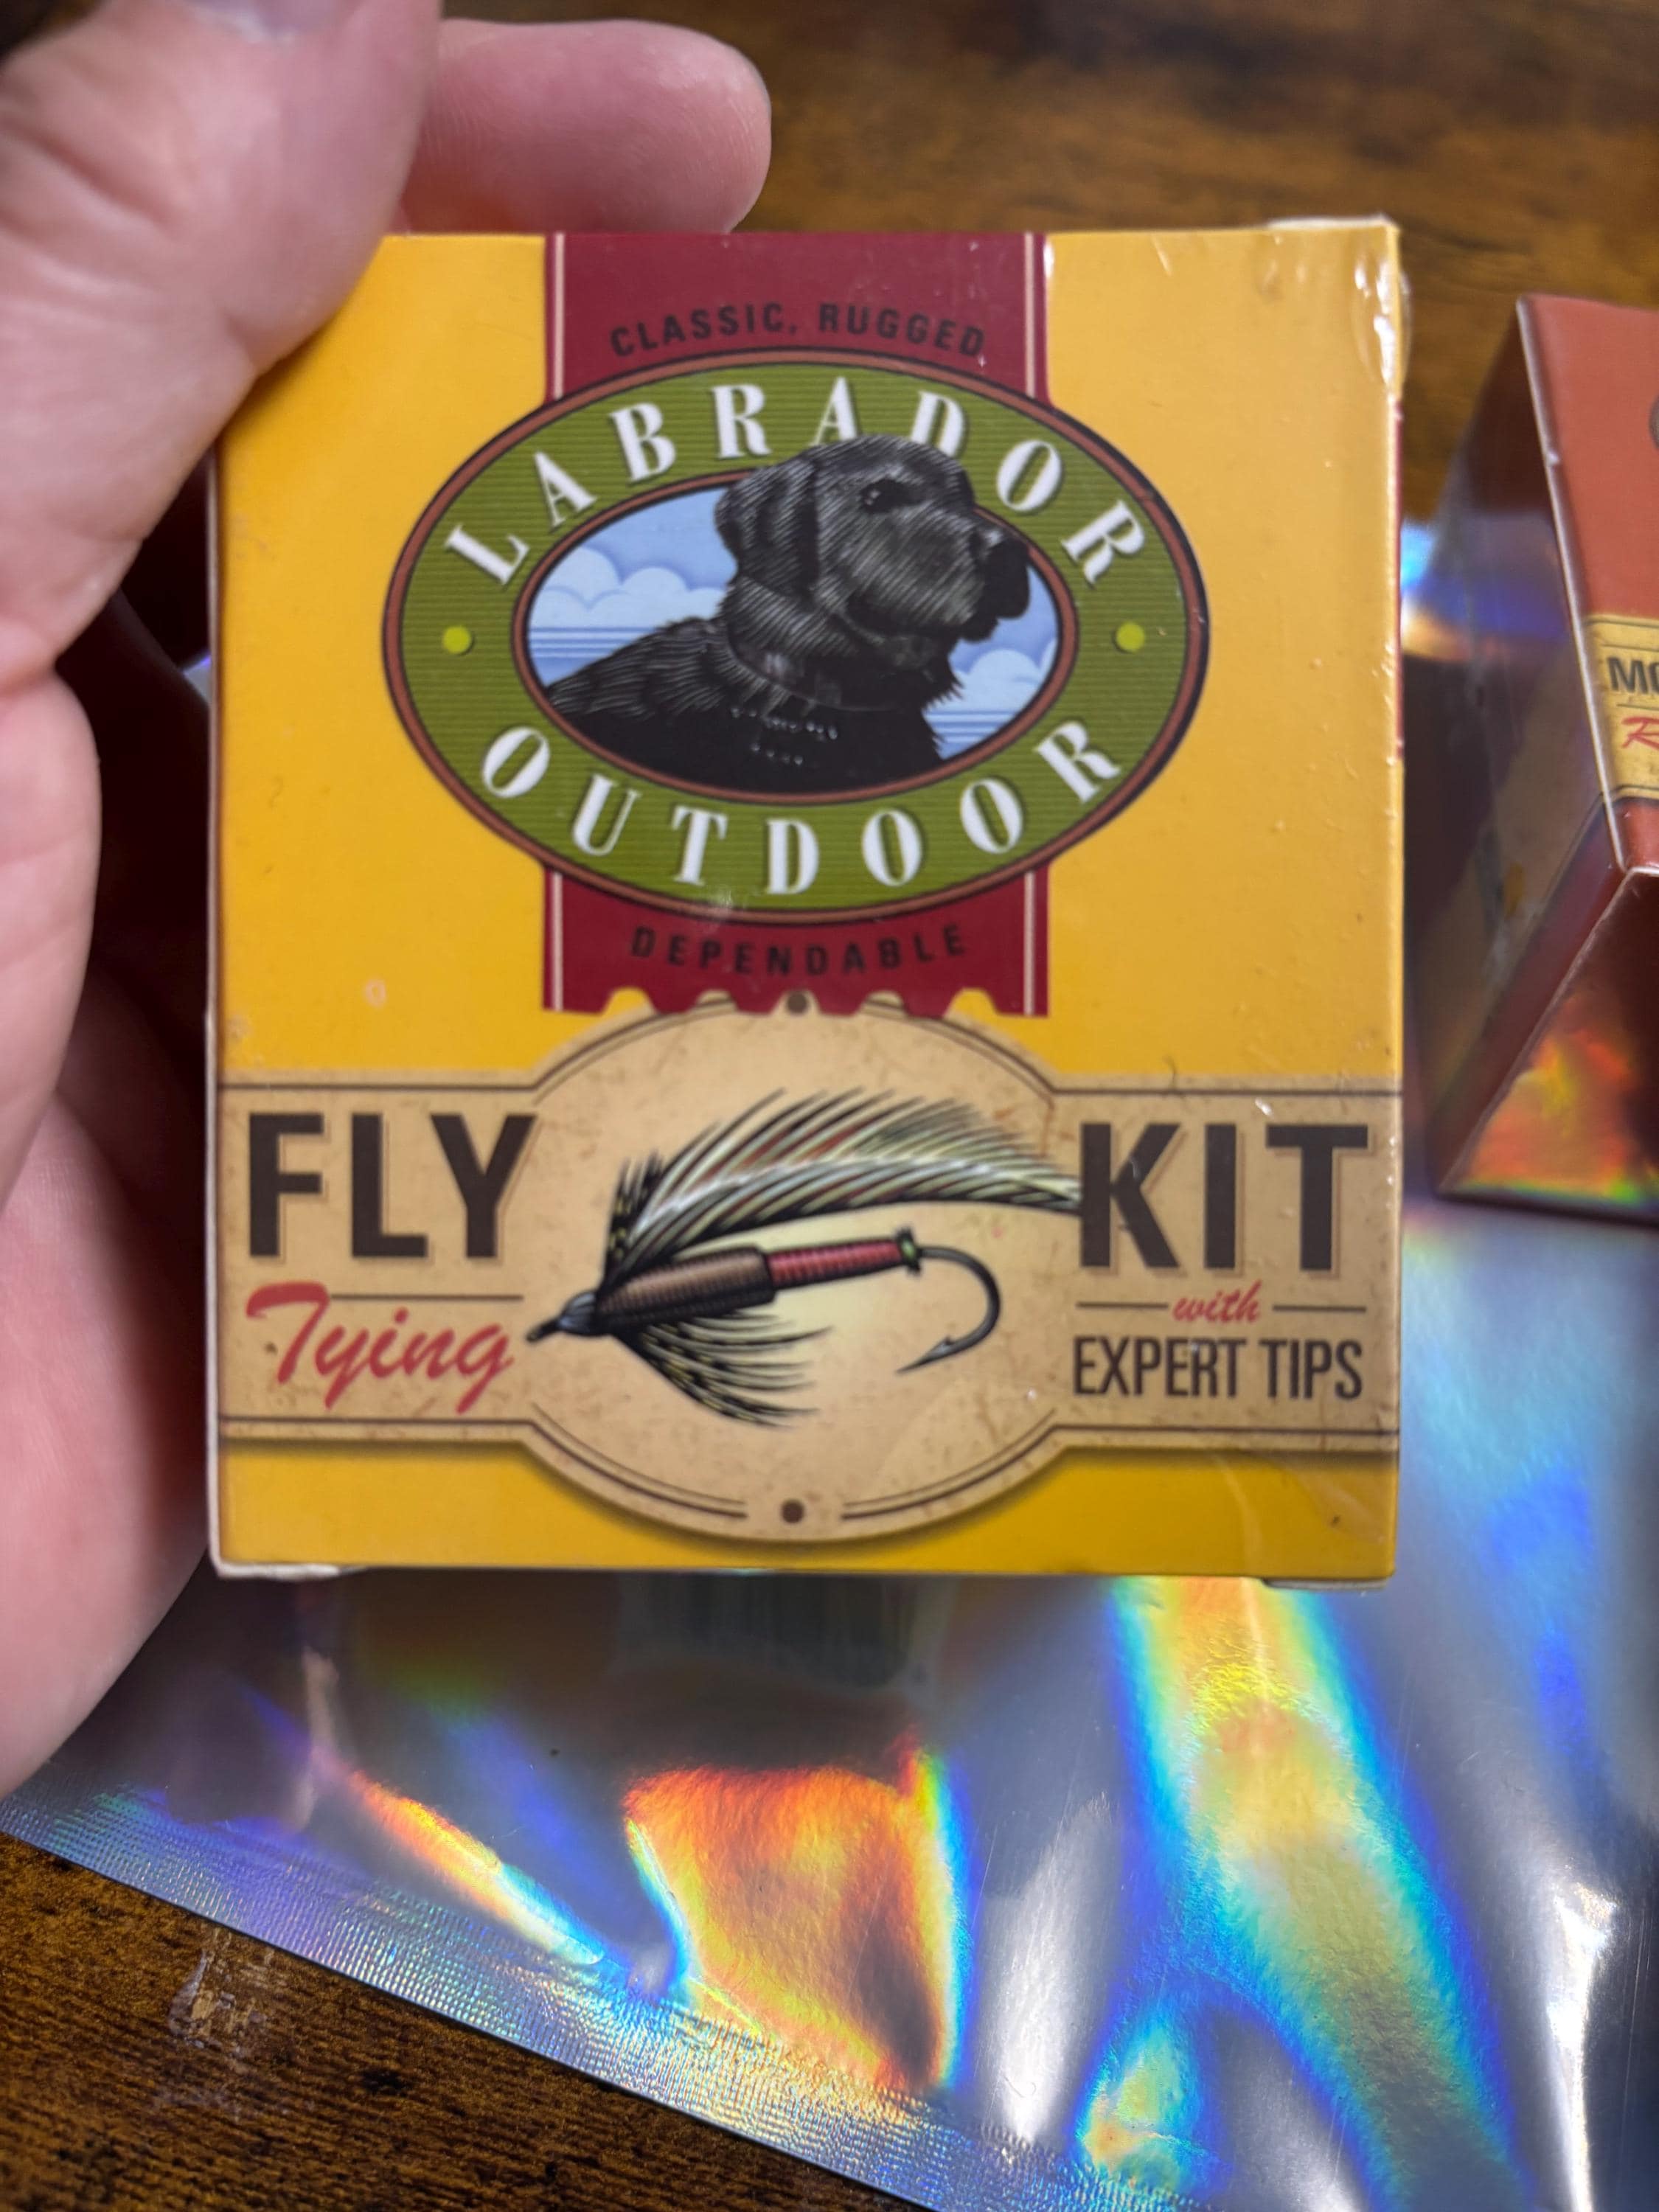 CLASSIC, RUGGED
LABRADOR
OUTDOOR
DEPENDABLE
FLY
Tying
KIT
with
EXPERT TIPS